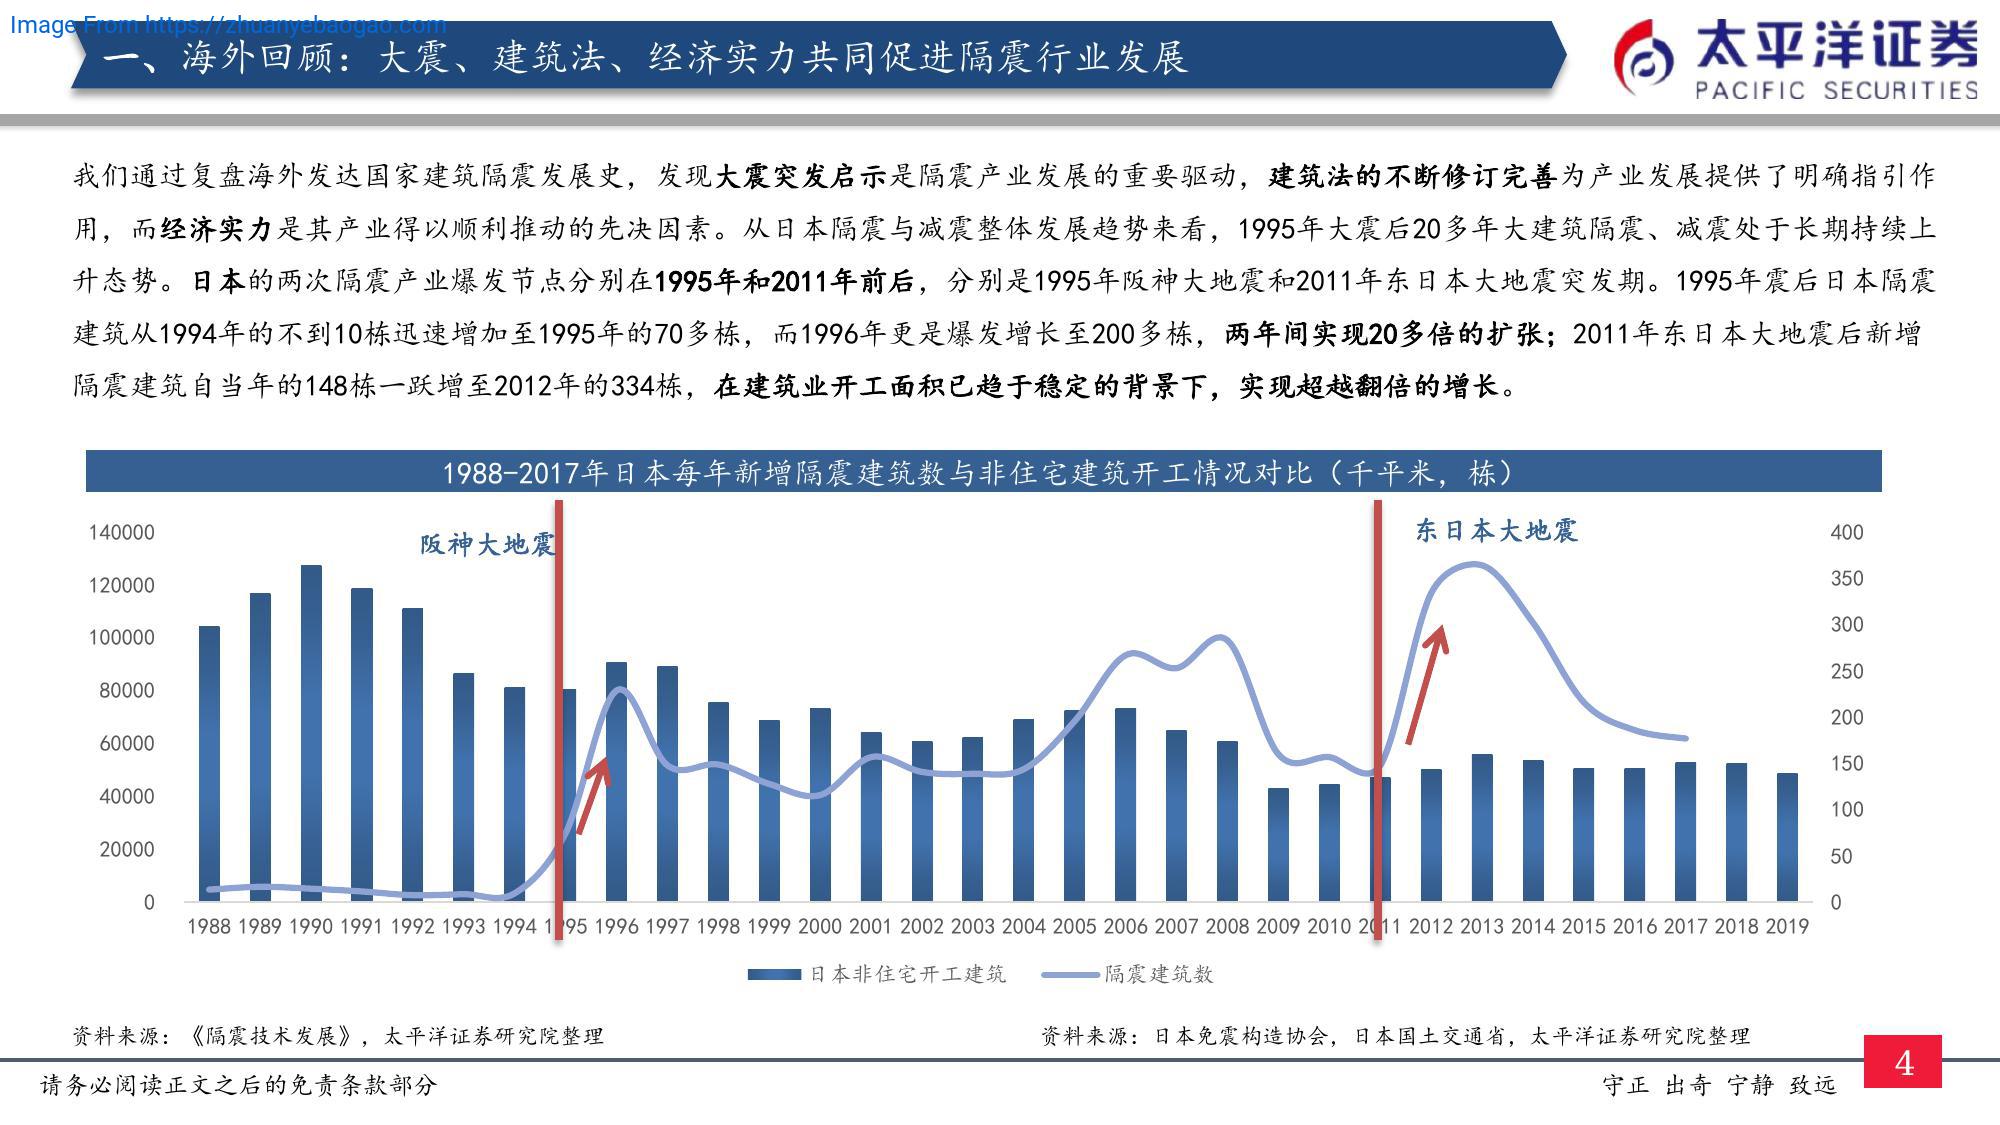 Image From https://zhuanyebaogao.com
一、海外回顾：大震、建筑法、经济实力共同促进隔震行业发展
太平洋证券
PACIFIC SECURITIES
我们通过复盘海外发达国家建筑隔震发展史，发现大震突发启示是隔震产业发展的重要驱动，建筑法的不断修订完善为产业发展提供了明确指引作
用，而经济实力是其产业得以顺利推动的先决因素。从日本隔震与减震整体发展趋势来看，1995年大震后20多年大建筑隔震、减震处于长期持续上
升态势。日本的两次隔震产业爆发节点分别在1995年和2011年前后，分别是1995年阪神大地震和2011年东日本大地震突发期。1995年震后日本隔震
建筑从1994年的不到10栋迅速增加至1995年的70多栋，而1996年更是爆发增长至200多栋，两年间实现20多倍的扩张；2011年东日本大地震后新增
隔震建筑自当年的148栋一跃增至2012年的334栋，在建筑业开工面积已趋于稳定的背景下，实现超越翻倍的增长。
1988-2017年日本每年新增隔震建筑数与非住宅建筑开工情况对比（千平米，栋）
阪神大地震
东日本大地震
140000
120000
100000
80000
60000
40000
20000
0
400
350
300
250
200
150
100
50
0
1988 1989 1990 1991 1992 1993 1994 1995 1996 1997 1998 1999 2000 2001 2002 2003 2004 2005 2006 2007 2008 2009 2010 2011 2012 2013 2014 2015 2016 2017 2018 2019
日本非住宅开工建筑 隔震建筑数
资料来源：《隔震技术发展》，太平洋证券研究院整理
资料来源：日本免震构造协会，日本国土交通省，太平洋证券研究院整理
请务必阅读正文之后的免责条款部分
守正 出奇 宁静 致远
4